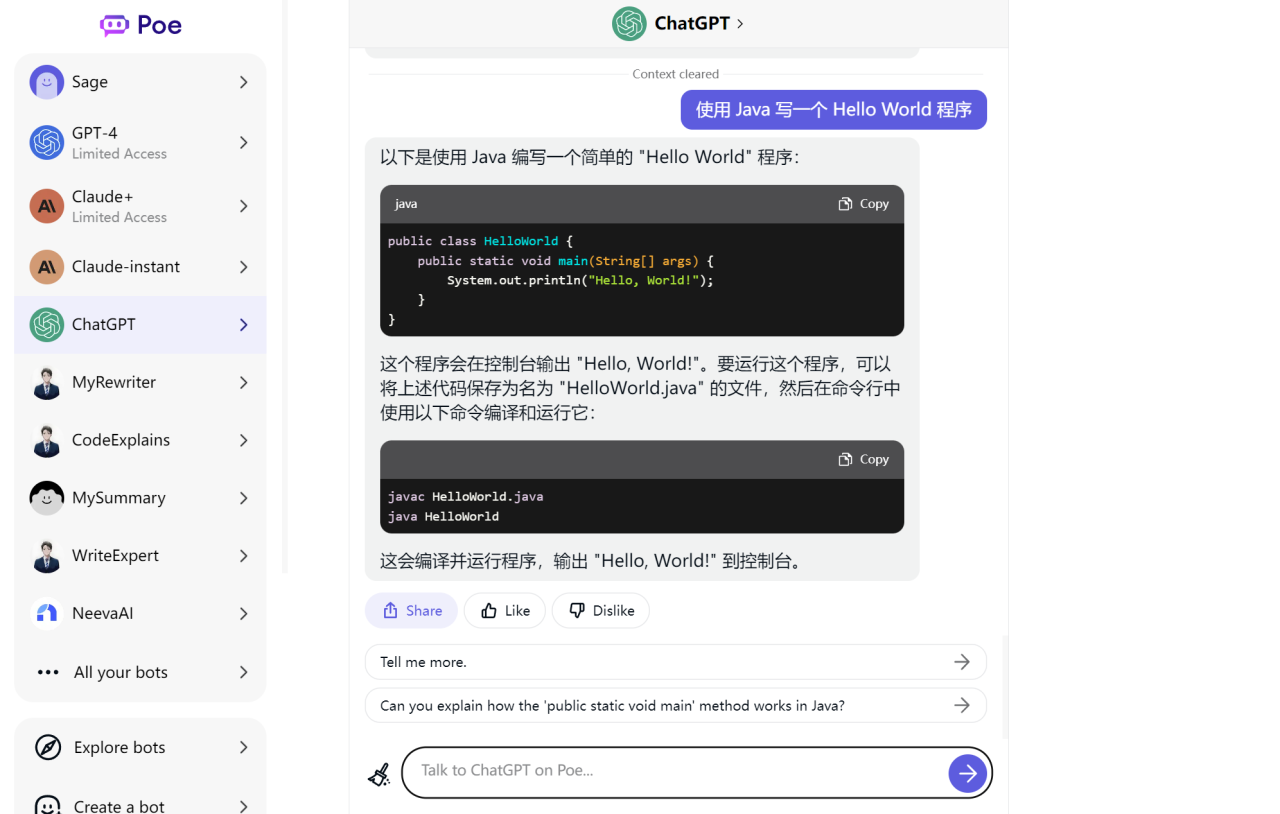 Poe
Sage
GPT-4
Limited Access
Claude+
Limited Access
Claude-instant
ChatGPT
MyRewriter
CodeExplains
MySummary
WriteExpert
NeevaAI
All your bots
Explore bots
Create a bot
ChatGPT
Context cleared
使用 Java 写一个 Hello World 程序
以下是使用 Java 编写一个简单的 "Hello World" 程序：
java Copy
public class HelloWorld {
    public static void main(String[] args) {
        System.out.println("Hello, World!");
    }
}
这个程序会在控制台输出 "Hello, World!"。要运行这个程序，可以
将上述代码保存为名为 "HelloWorld.java" 的文件，然后在命令行中
使用以下命令编译和运行它：
Copy
javac HelloWorld.java
java HelloWorld
这会编译并运行程序，输出 "Hello, World!" 到控制台。
Share Like Dislike
Tell me more.
Can you explain how the 'public static void main' method works in Java?
Talk to ChatGPT on Poe...